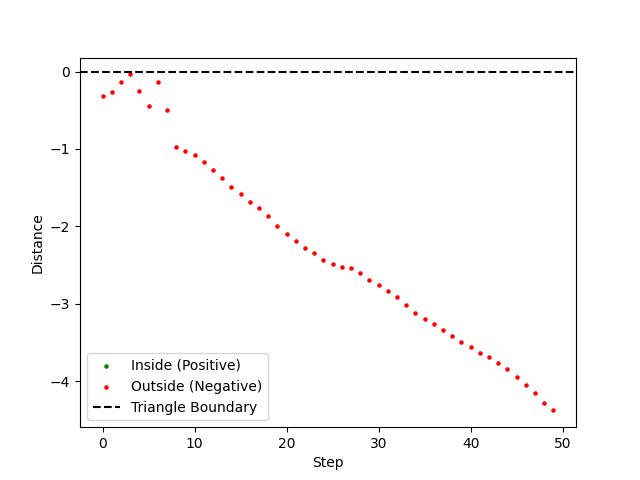 0
−1
−2
−3
−4
Distance
Inside (Positive)
Outside (Negative)
Triangle Boundary
0 10 20 30 40 50
Step